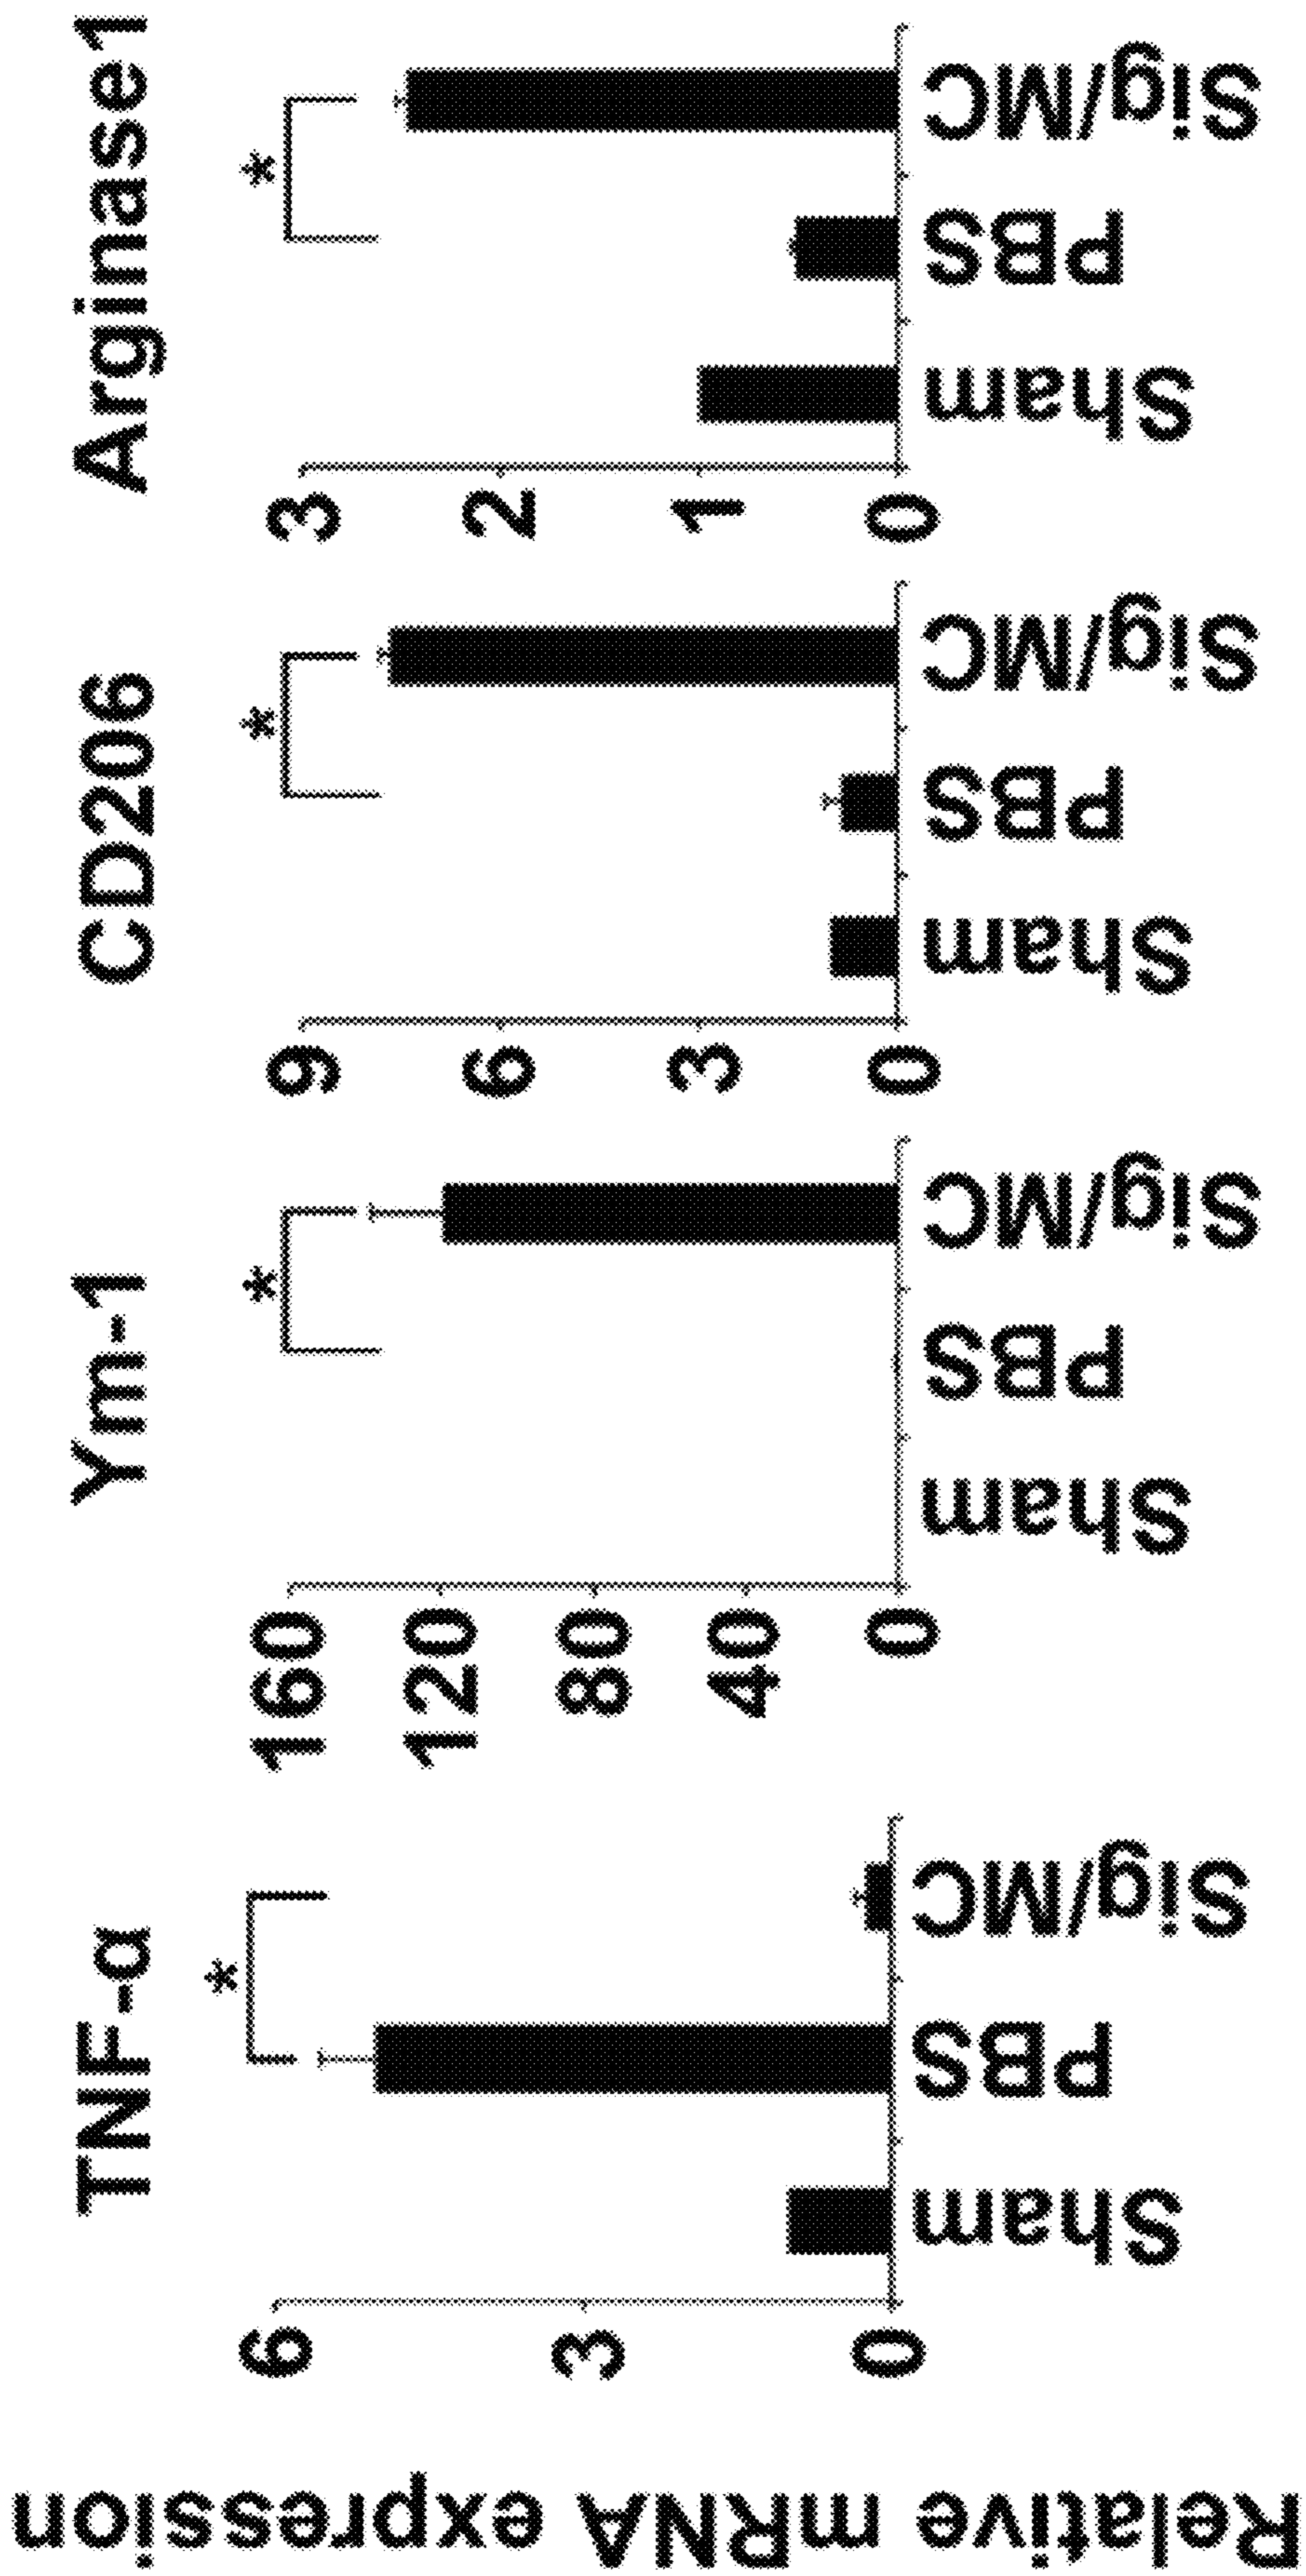 Relative mRNA expression
TNF-α
*
6
3
0
Sham
PBS
Sig/MC
Ym-1
*
160
120
80
40
0
Sham
PBS
Sig/MC
CD206
*
9
6
3
0
Sham
PBS
Sig/MC
Arginase1
*
3
2
1
0
Sham
PBS
Sig/MC